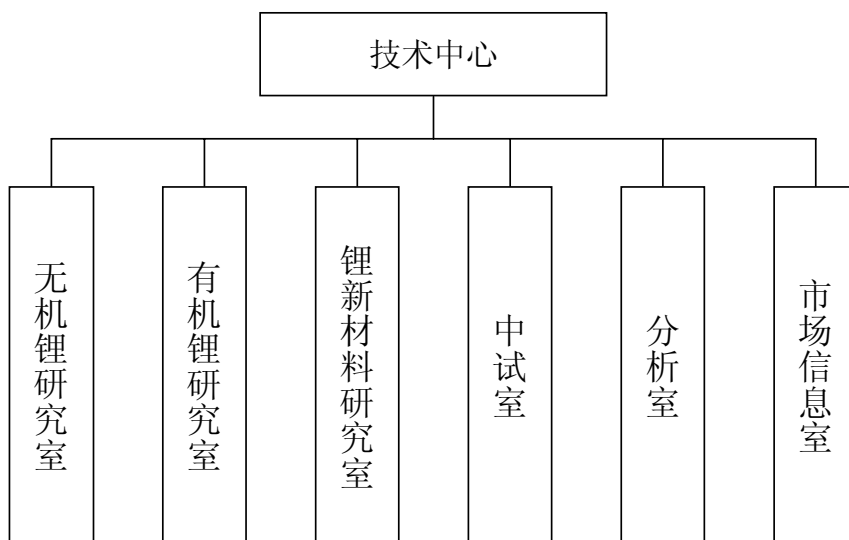 技术中心
无机锂研究室
有机锂研究室
锂新材料研究室
中试室
分析室
市场信息室